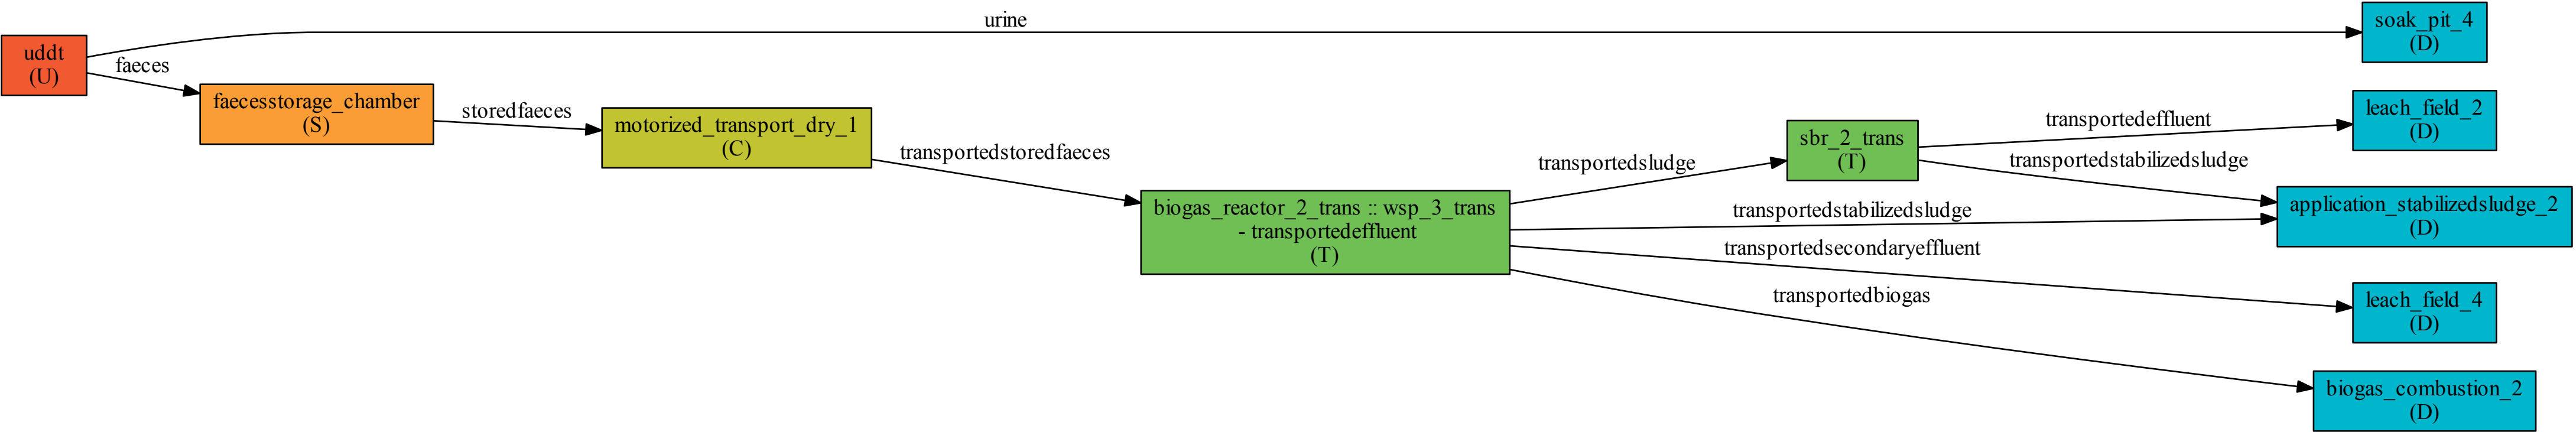 uddt
(U)
urine
soak_pit_4
(D)
faeces
faecesstorage_chamber
(S)
storedfaeces
motorized_transport_dry_1
(C)
transportedstoredfaeces
biogas_reactor_2_trans :: wsp_3_trans
- transportedeffluent
(T)
transportedsludge
sbr_2_trans
(T)
transportedeffluent
leach_field_2
(D)
transportedstabilizedsludge
transportedstabilizedsludge
application_stabilizedsludge_2
(D)
transportedsecondaryeffluent
leach_field_4
(D)
transportedbiogas
biogas_combustion_2
(D)